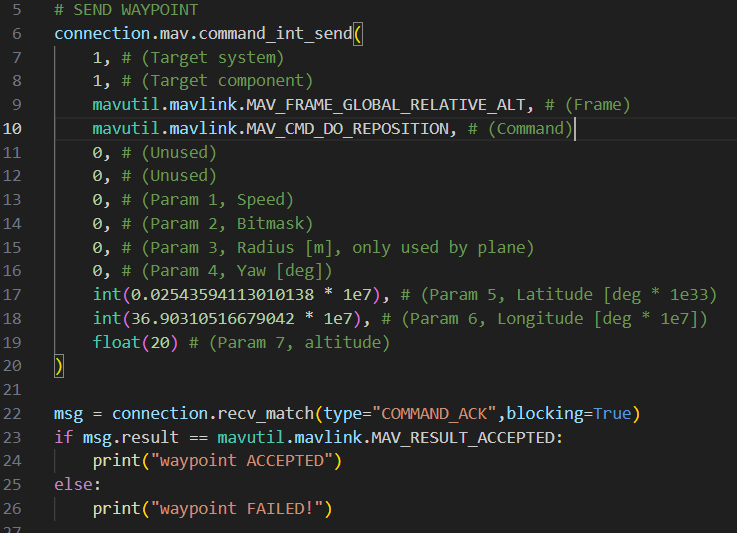 5 # SEND WAYPOINT
6 connection.mav.command_int_send(
7 1, # (Target system)
8 1, # (Target component)
9 mavutil.mavlink.MAV_FRAME_GLOBAL_RELATIVE_ALT, # (Frame)
10 mavutil.mavlink.MAV_CMD_DO_REPOSITION, # (Command)
11 0, # (Unused)
12 0, # (Unused)
13 0, # (Param 1, Speed)
14 0, # (Param 2, Bitmask)
15 0, # (Param 3, Radius [m], only used by plane)
16 0, # (Param 4, Yaw [deg])
17 int(0.02543594113010138 * 1e7), # (Param 5, Latitude [deg * 1e33)
18 int(36.90310516679042 * 1e7), # (Param 6, Longitude [deg * 1e7])
19 float(20) # (Param 7, altitude)
20 )
21
22 msg = connection.recv_match(type="COMMAND_ACK",blocking=True)
23 if msg.result == mavutil.mavlink.MAV_RESULT_ACCEPTED:
24 print("waypoint ACCEPTED")
25 else:
26 print("waypoint FAILED!")
27